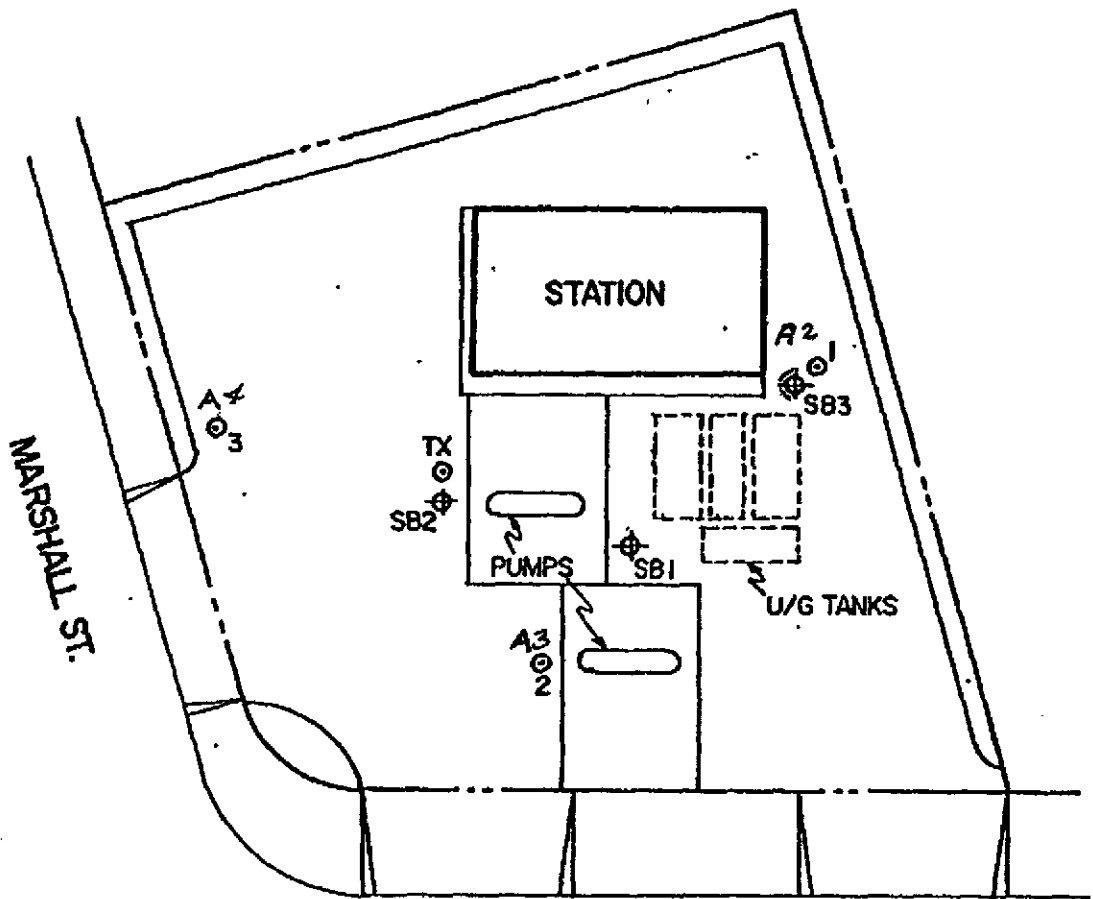 STATION
A2
1
SB3
A4
3
TX
SB2
PUMPS
SB1
U/G TANKS
A3
2
MARSHALL ST.